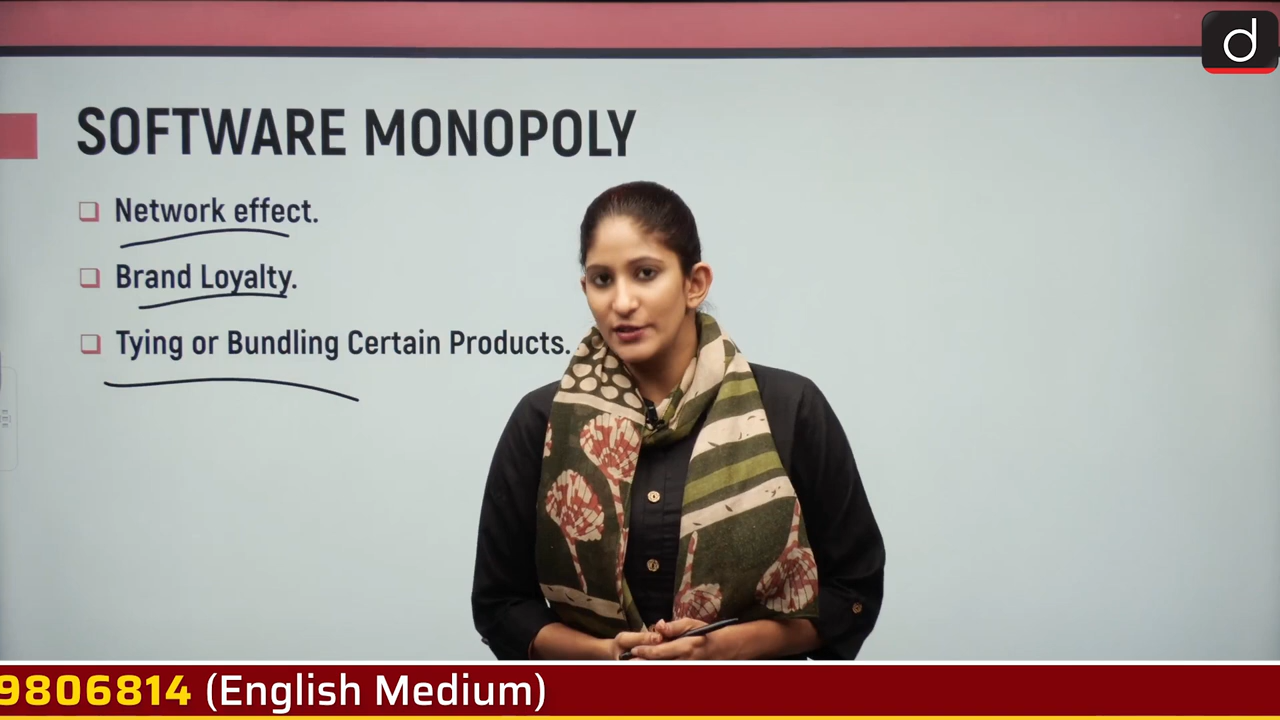 d
SOFTWARE MONOPOLY
Network effect.
Brand Loyalty.
Tying or Bundling Certain Products.
9806814 (English Medium)